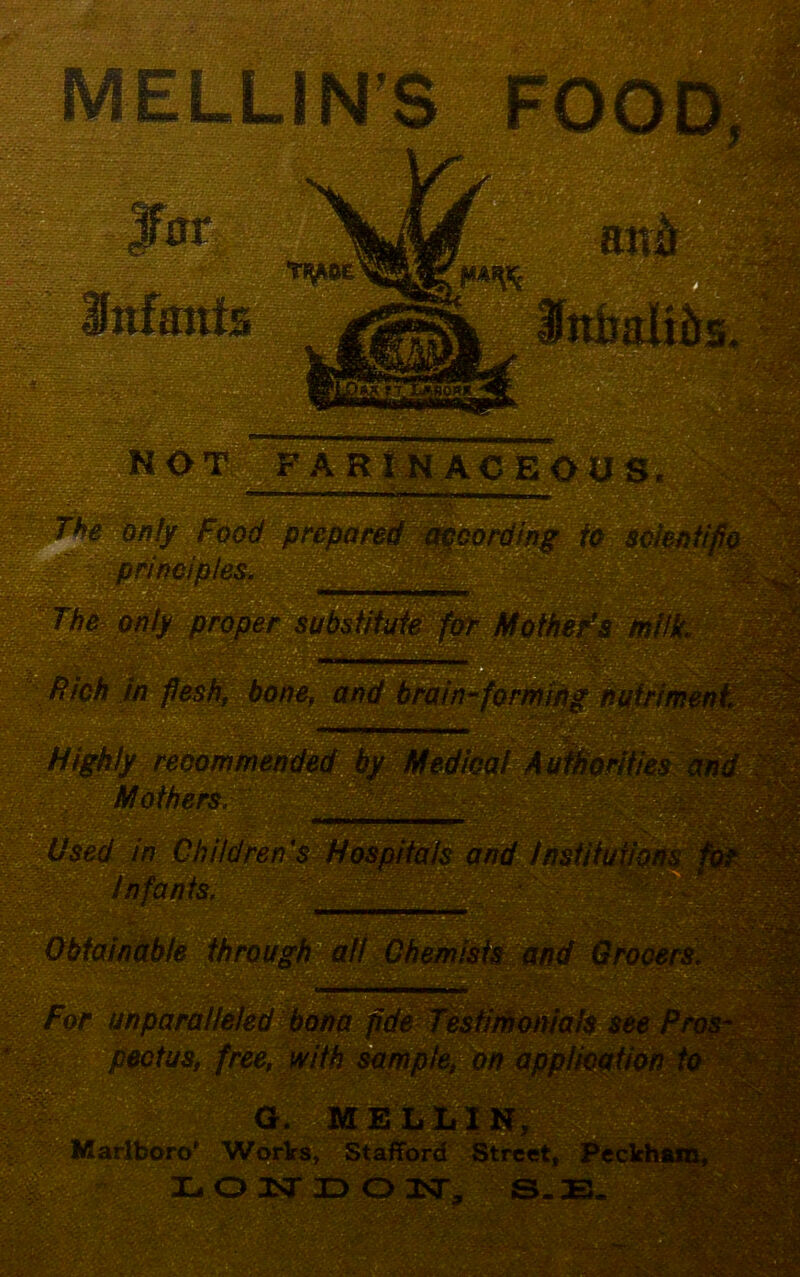 MELLIN'S FOOD,
For
Infants
and
Invalids.
TRADE MARK
NOT FARINACEOUS.
The only Food prepared according to scientific
principles.
The only proper substitute for Mother's milk.
Rich in flesh, bone, and brain-forming nutriment.
Highly recommended by Medical Authorities and
Mothers.
Used in Children's Hospitals and Institutions for
Infants.
Obtainable through all Chemists and Grocers.
For unparalleled bona fide Testimonials see Pros-
pectus, free, with sample, on application to
G. MELLIN,
Marlboro' Works, Stafford Street, Peckham,
LONDON, S.E.